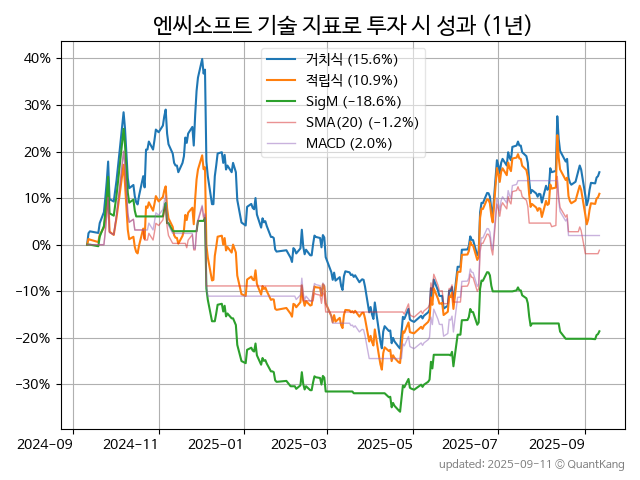 엔씨소프트 기술 지표로 투자 시 성과 (1년)
거치식 (15.6%)
적립식 (10.9%)
SigM (−18.6%)
SMA(20) (−1.2%)
MACD (2.0%)
40%
30%
20%
10%
0%
−10%
−20%
−30%
2024-09 2024-11 2025-01 2025-03 2025-05 2025-07 2025-09
updated: 2025-09-11 © QuantKang